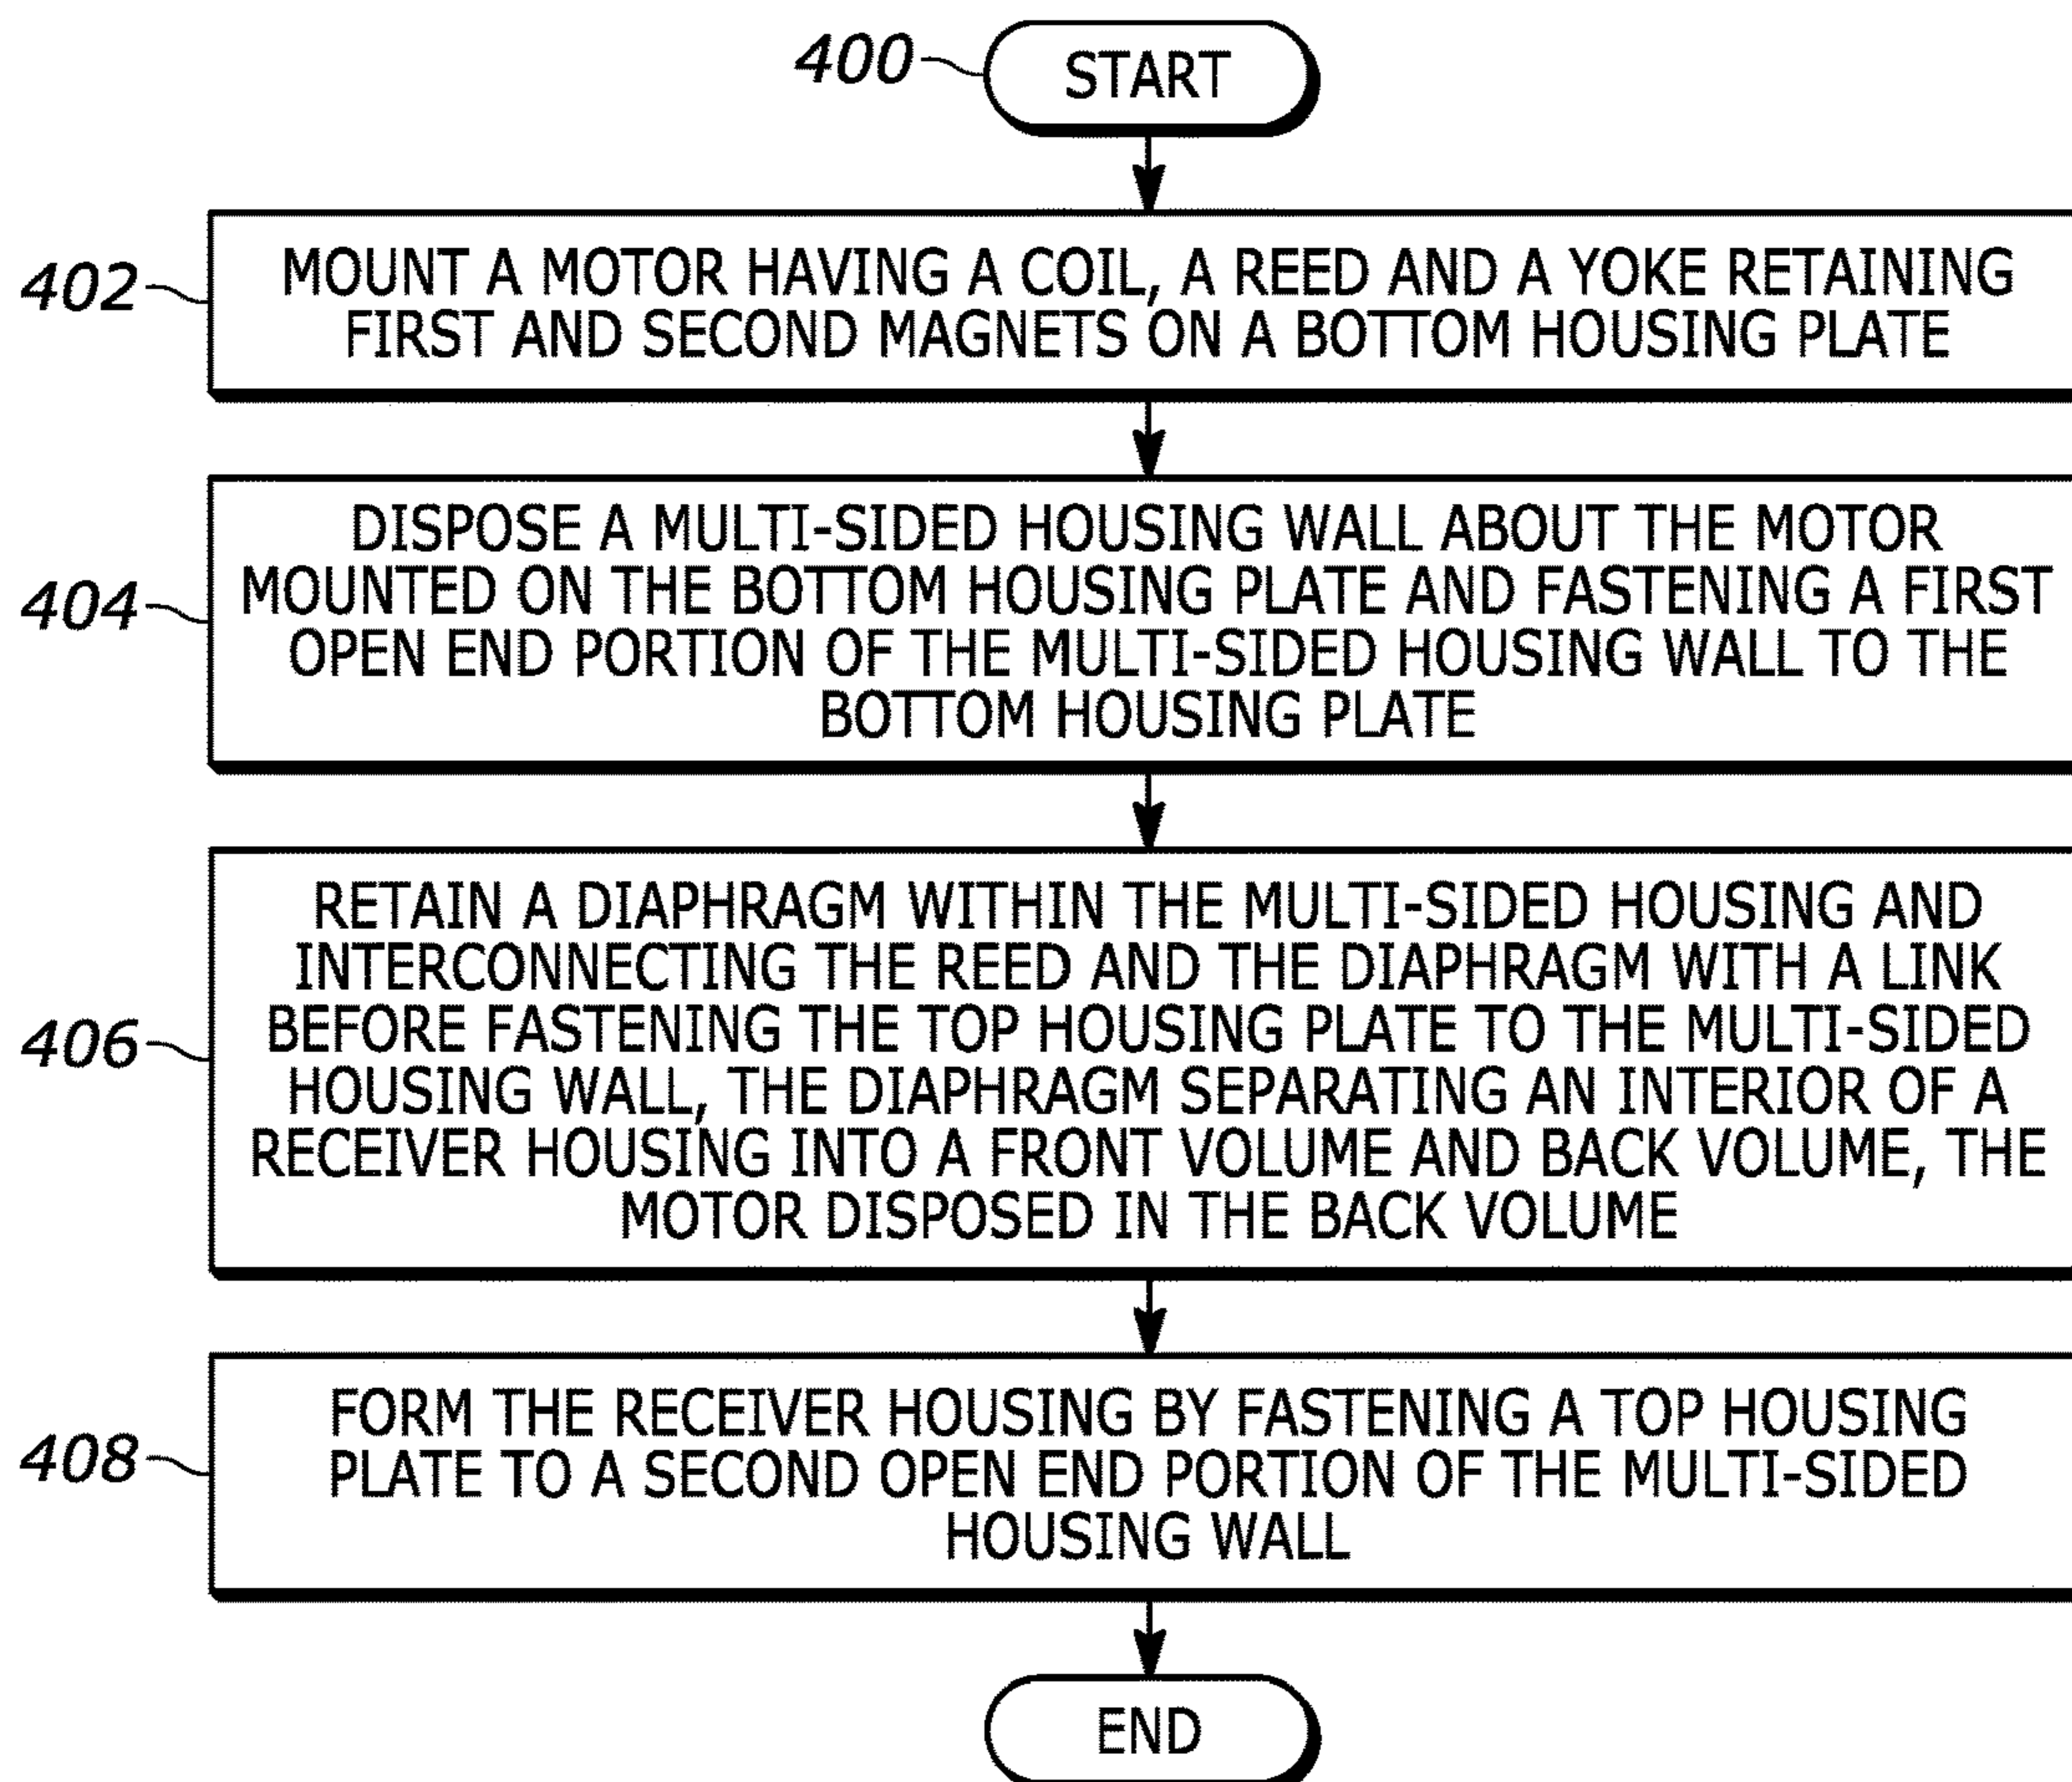 400
START
402
MOUNT A MOTOR HAVING A COIL, A REED AND A YOKE RETAINING
FIRST AND SECOND MAGNETS ON A BOTTOM HOUSING PLATE
404
DISPOSE A MULTI-SIDED HOUSING WALL ABOUT THE MOTOR
MOUNTED ON THE BOTTOM HOUSING PLATE AND FASTENING A FIRST
OPEN END PORTION OF THE MULTI-SIDED HOUSING WALL TO THE
BOTTOM HOUSING PLATE
406
RETAIN A DIAPHRAGM WITHIN THE MULTI-SIDED HOUSING AND
INTERCONNECTING THE REED AND THE DIAPHRAGM WITH A LINK
BEFORE FASTENING THE TOP HOUSING PLATE TO THE MULTI-SIDED
HOUSING WALL, THE DIAPHRAGM SEPARATING AN INTERIOR OF A
RECEIVER HOUSING INTO A FRONT VOLUME AND BACK VOLUME, THE
MOTOR DISPOSED IN THE BACK VOLUME
408
FORM THE RECEIVER HOUSING BY FASTENING A TOP HOUSING
PLATE TO A SECOND OPEN END PORTION OF THE MULTI-SIDED
HOUSING WALL
END